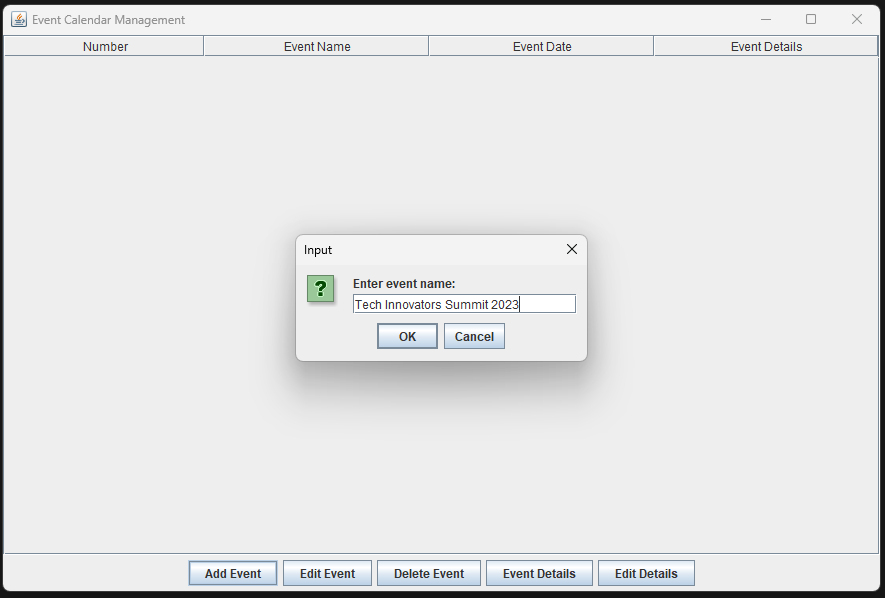 Event Calendar Management
Number Event Name Event Date Event Details
Input
?
Enter event name:
Tech Innovators Summit 2023
OK Cancel
Add Event Edit Event Delete Event Event Details Edit Details